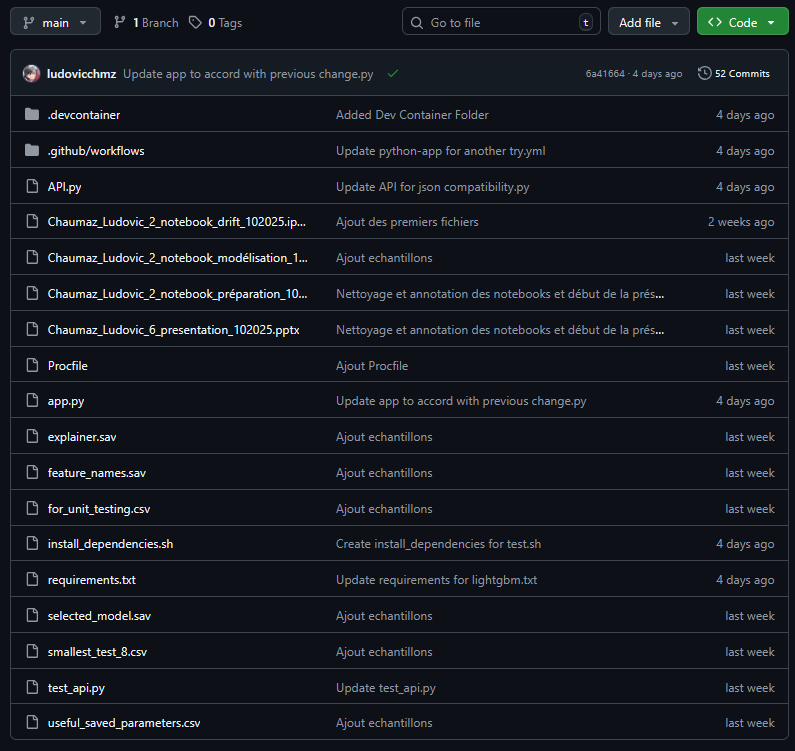 main 1 Branch 0 Tags Go to file t Add file Code
ludovicchmz Update app to accord with previous change.py 6a41664 · 4 days ago 52 Commits
.devcontainer Added Dev Container Folder 4 days ago
.github/workflows Update python-app for another try.yml 4 days ago
API.py Update API for json compatibility.py 4 days ago
Chaumaz_Ludovic_2_notebook_drift_102025.ip... Ajout des premiers fichiers 2 weeks ago
Chaumaz_Ludovic_2_notebook_modélisation_1... Ajout echantillons last week
Chaumaz_Ludovic_2_notebook_préparation_10... Nettoyage et annotation des notebooks et début de la prés... last week
Chaumaz_Ludovic_6_presentation_102025.pptx Nettoyage et annotation des notebooks et début de la prés... last week
Procfile Ajout Procfile last week
app.py Update app to accord with previous change.py 4 days ago
explainer.sav Ajout echantillons last week
feature_names.sav Ajout echantillons last week
for_unit_testing.csv Ajout echantillons last week
install_dependencies.sh Create install_dependencies for test.sh 4 days ago
requirements.txt Update requirements for lightgbm.txt 4 days ago
selected_model.sav Ajout echantillons last week
smallest_test_8.csv Ajout echantillons last week
test_api.py Update test_api.py last week
useful_saved_parameters.csv Ajout echantillons last week